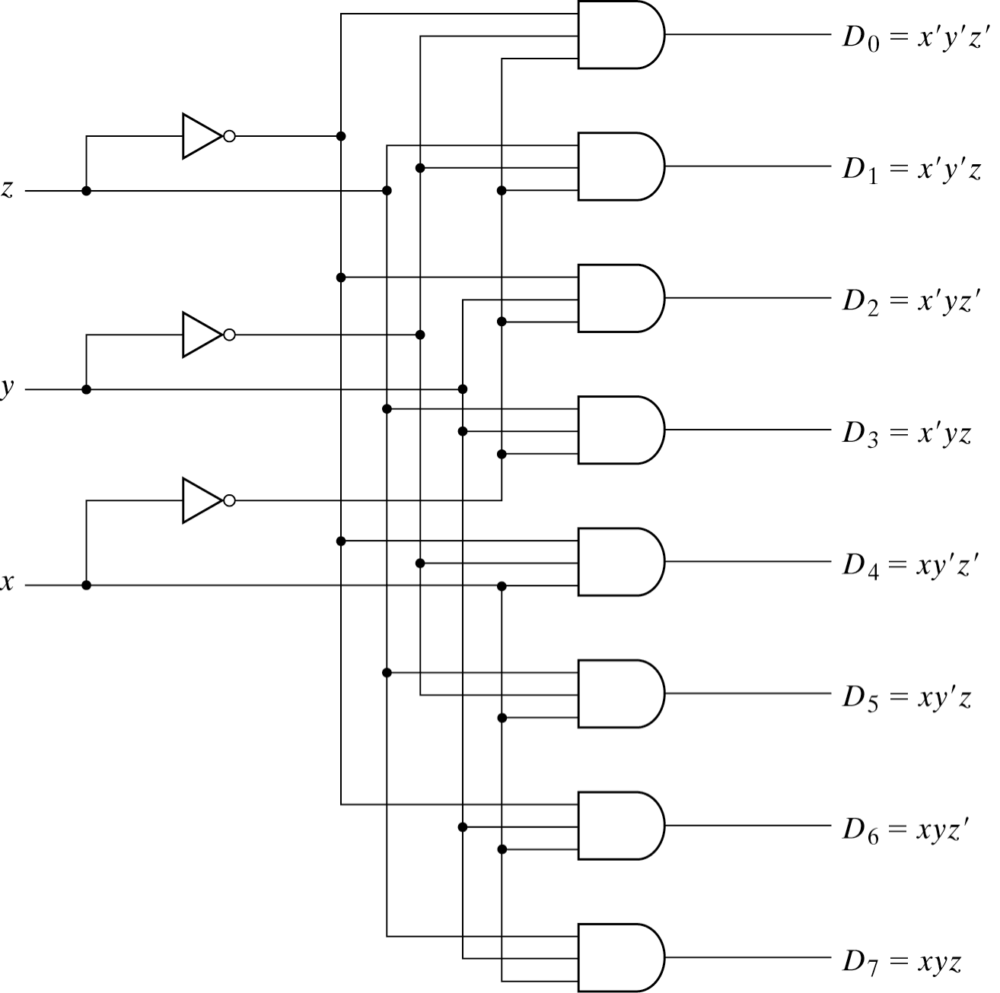 D₀ = x′y′z′
D₁ = x′y′z
z
D₂ = x′yz′
y
D₃ = x′yz
D₄ = xy′z′
x
D₅ = xy′z
D₆ = xyz′
D₇ = xyz